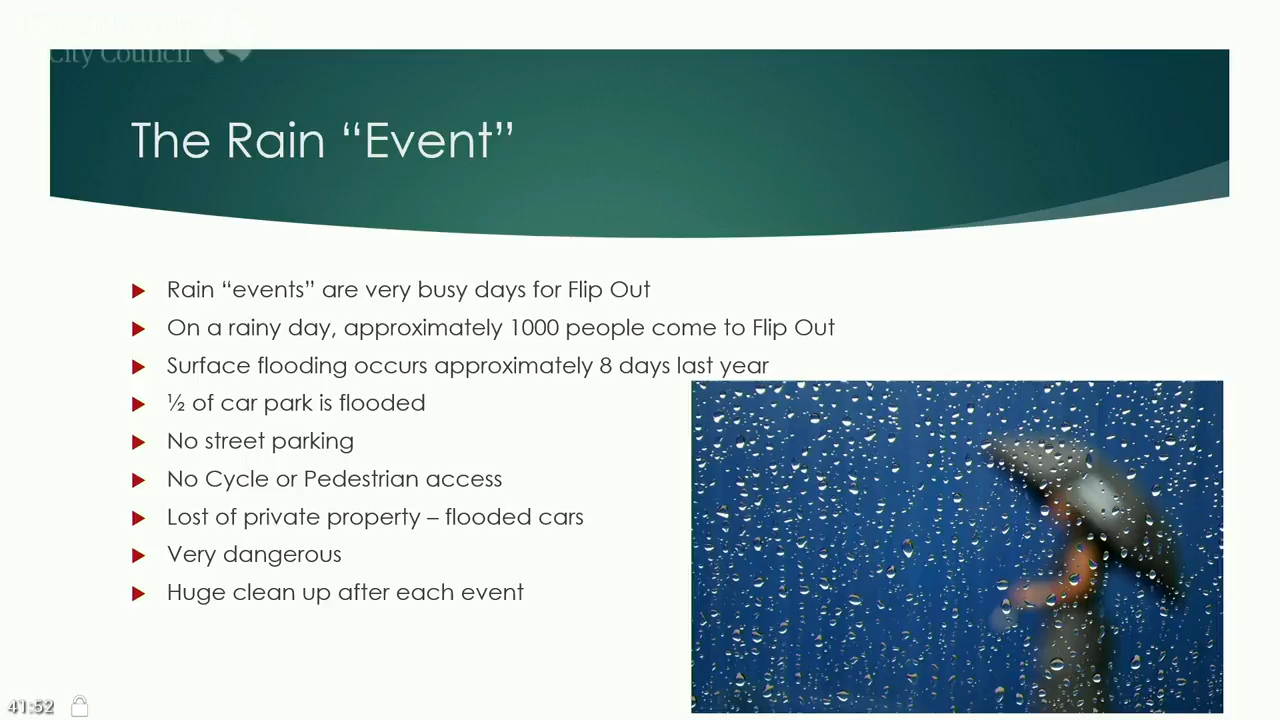 City Council
The Rain “Event”
Rain “events” are very busy days for Flip Out
On a rainy day, approximately 1000 people come to Flip Out
Surface flooding occurs approximately 8 days last year
½ of car park is flooded
No street parking
No Cycle or Pedestrian access
Lost of private property – flooded cars
Very dangerous
Huge clean up after each event
41:52